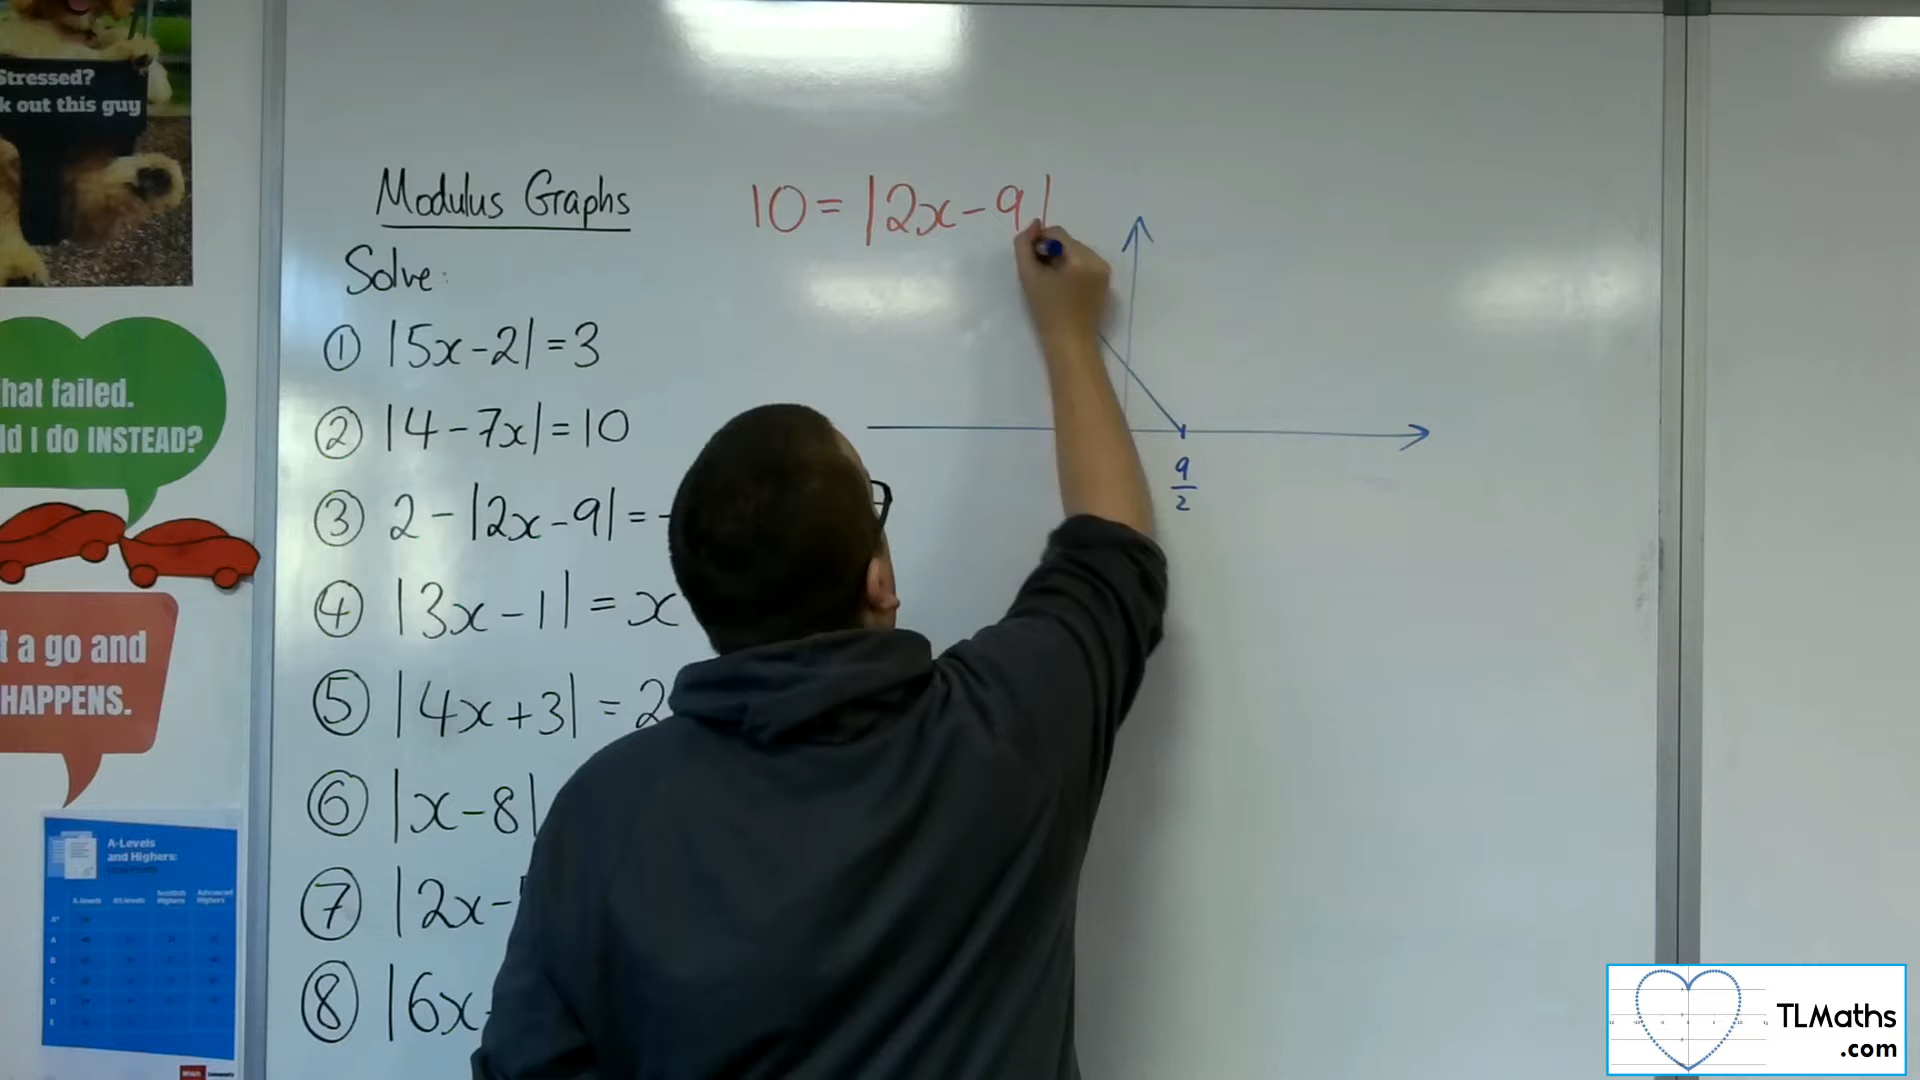 Stressed?
k out this guy
hat failed.
ld I do INSTEAD?
t a go and
HAPPENS.
A-Levels
and Highers:
Modulus Graphs
Solve:
① |5x-2|=3
② |4-7x|=10
③ 2-|2x-9|=-
④ |3x-1|=x
⑤ |4x+3|=2
⑥ |x-8|
⑦ |2x-
⑧ |6x-
10=|2x-9|
9
2
TLMaths
.com